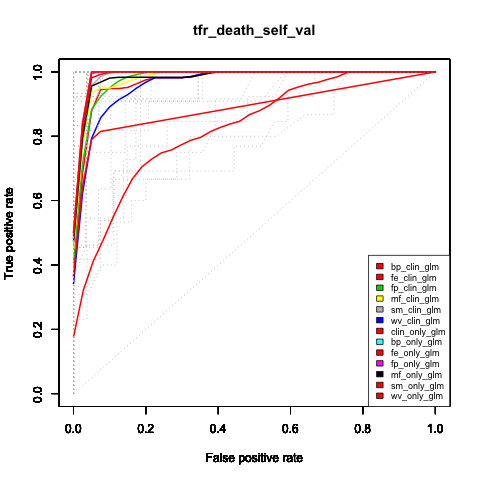 tfr_death_self_val
True positive rate
1.0
0.8
0.6
0.4
0.2
0.0
0.0 0.2 0.4 0.6 0.8 1.0
False positive rate
bp_clin_glm
fe_clin_glm
fp_clin_glm
mf_clin_glm
sm_clin_glm
wv_clin_glm
clin_only_glm
bp_only_glm
fe_only_glm
fp_only_glm
mf_only_glm
sm_only_glm
wv_only_glm